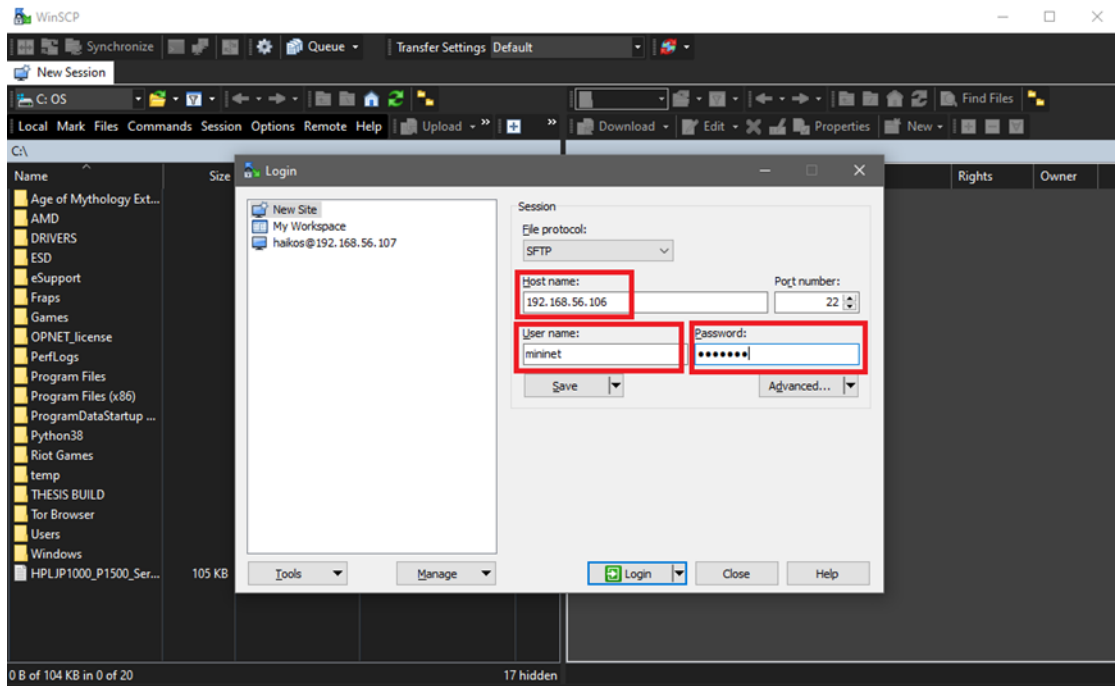 WinSCP
Synchronize Queue Transfer Settings Default
New Session
C: OS Find Files
Local Mark Files Commands Session Options Remote Help Upload » » Download Edit Properties New
C:\
Name Size Rights Owner
Age of Mythology Ext...
AMD
DRIVERS
ESD
eSupport
Fraps
Games
OPNET_license
PerfLogs
Program Files
Program Files (x86)
ProgramDataStartup ...
Python38
Riot Games
temp
THESIS BUILD
Tor Browser
Users
Windows
HPLJP1000_P1500_Ser... 105 KB
Login
New Site
My Workspace
haikos@192.168.56.107
Session
File protocol:
SFTP
Host name: Port number:
192.168.56.106 22
User name: Password:
mininet •••••••
Save Advanced...
Tools Manage Login Close Help
0 B of 104 KB in 0 of 20 17 hidden